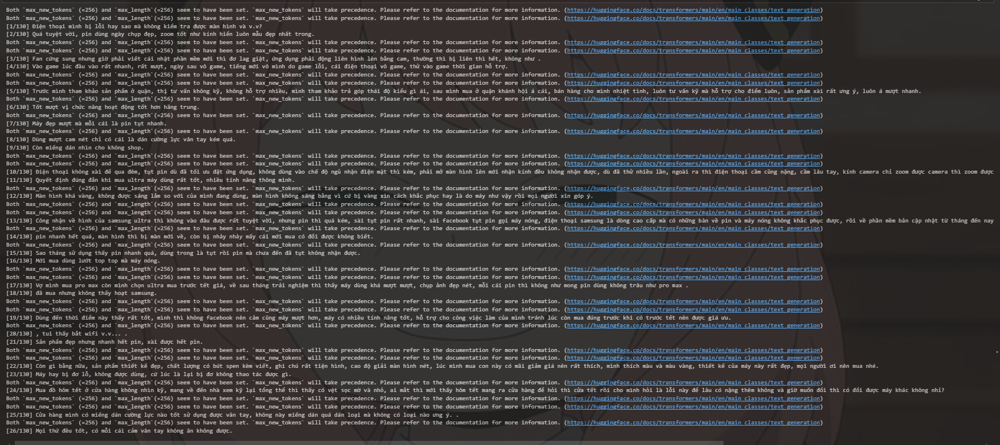 Both `max_new_tokens` (=256) and `max_length`(=256) seem to have been set. `max_new_tokens` will take precedence. Please refer to the documentation for more information. (https://huggingface.co/docs/transformers/main/en/main_classes/text_generation)
Both `max_new_tokens` (=256) and `max_length`(=256) seem to have been set. `max_new_tokens` will take precedence. Please refer to the documentation for more information. (https://huggingface.co/docs/transformers/main/en/main_classes/text_generation)
[1/130] Điện thoại mình bị lỗi hay sao mà không kiểm tra được màn hình và v.v?
[2/130] Quá tuyệt vời, pin dùng ngày chụp đẹp, zoom tốt như kính hiển luôn mẫu đẹp nhất trong.
Both `max_new_tokens` (=256) and `max_length`(=256) seem to have been set. `max_new_tokens` will take precedence. Please refer to the documentation for more information. (https://huggingface.co/docs/transformers/main/en/main_classes/text_generation)
Both `max_new_tokens` (=256) and `max_length`(=256) seem to have been set. `max_new_tokens` will take precedence. Please refer to the documentation for more information. (https://huggingface.co/docs/transformers/main/en/main_classes/text_generation)
[3/130] Fan cứng sung nhưng giờ phải viết cái nhật phần mềm mới thì đơ lag giật, ứng dụng phải động liên hình lên bằng cam, thường thì bị liên thì hết, không như .
[4/130] Vào game lúc đầu vào rất nhanh, rất mượt, ngày sau vô game, tiếng mới vô mình do game lỗi, cái điện thoại vô game, thử vào game thời gian hỗ trợ.
Both `max_new_tokens` (=256) and `max_length`(=256) seem to have been set. `max_new_tokens` will take precedence. Please refer to the documentation for more information. (https://huggingface.co/docs/transformers/main/en/main_classes/text_generation)
Both `max_new_tokens` (=256) and `max_length`(=256) seem to have been set. `max_new_tokens` will take precedence. Please refer to the documentation for more information. (https://huggingface.co/docs/transformers/main/en/main_classes/text_generation)
[5/130] Trước mình tham khảo sản phẩm ở quận, thị tư vấn không kỹ, không hỗ trợ nhiều, mình tham khảo trả góp thái độ kiểu gì ái, sau mình mua ở quận khánh hội á cái, bán hàng cho mình nhiệt tình, luôn tư vấn kỹ mà hỗ trợ cho điểm luôn, sản phẩm xài rất ưng ý, luôn á mượt nhanh.
Both `max_new_tokens` (=256) and `max_length`(=256) seem to have been set. `max_new_tokens` will take precedence. Please refer to the documentation for more information. (https://huggingface.co/docs/transformers/main/en/main_classes/text_generation)
[6/130] Tốt mượt vị chức năng hoạt động tốt hơn hãng trung.
Both `max_new_tokens` (=256) and `max_length`(=256) seem to have been set. `max_new_tokens` will take precedence. Please refer to the documentation for more information. (https://huggingface.co/docs/transformers/main/en/main_classes/text_generation)
[7/130] Máy đẹp mượt mà mỗi cái là pin tụt nhanh.
Both `max_new_tokens` (=256) and `max_length`(=256) seem to have been set. `max_new_tokens` will take precedence. Please refer to the documentation for more information. (https://huggingface.co/docs/transformers/main/en/main_classes/text_generation)
[8/130] Dùng mượt cam nét chỉ có cái là dán cường lực vân tay kém quá.
[9/130] Còn miếng dán nhìn cho không shop.
Both `max_new_tokens` (=256) and `max_length`(=256) seem to have been set. `max_new_tokens` will take precedence. Please refer to the documentation for more information. (https://huggingface.co/docs/transformers/main/en/main_classes/text_generation)
Both `max_new_tokens` (=256) and `max_length`(=256) seem to have been set. `max_new_tokens` will take precedence. Please refer to the documentation for more information. (https://huggingface.co/docs/transformers/main/en/main_classes/text_generation)
[10/130] Điện thoại không xài để qua đêm, tụt pin dù đã tối ưu đặt ứng dụng, không dùng vào chế độ ngủ nhận điện mặt thì kém, phải mở màn hình lên mới nhận kính đều không nhận được, dù đã thử nhiều lần, ngoài ra thì điện thoại cầm cũng nặng, cầm lâu tay, kính camera chỉ zoom được camera thì zoom được
[11/130] Quyết định đúng đắn khi mua ultra máy dùng rất tốt, nhiều tính năng thông minh.
Both `max_new_tokens` (=256) and `max_length`(=256) seem to have been set. `max_new_tokens` will take precedence. Please refer to the documentation for more information. (https://huggingface.co/docs/transformers/main/en/main_classes/text_generation)
[12/130] Màn hình khá vàng, không được sáng lắm so với của mình đang dùng, màn hình không sáng bằng vì cứ bị vàng xin cách khắc phục hay là do máy như vậy rồi mọi người xin góp ý.
Both `max_new_tokens` (=256) and `max_length`(=256) seem to have been set. `max_new_tokens` will take precedence. Please refer to the documentation for more information. (https://huggingface.co/docs/transformers/main/en/main_classes/text_generation)
Both `max_new_tokens` (=256) and `max_length`(=256) seem to have been set. `max_new_tokens` will take precedence. Please refer to the documentation for more information. (https://huggingface.co/docs/transformers/main/en/main_classes/text_generation)
[13/130] Công nhận về hình của samsung ultra thì không vào đâu được rất tuyệt vời, nhưng pin thì quá kém, sài tụt pin rất nhanh, sài facebook tụt pin gọi máy nóng, điện thoại samsung là dòng cao cấp mà có những bản về pin và máy nóng không khắc phục được, rồi về phần mềm bản cập nhật từ tháng đến nay
Both `max_new_tokens` (=256) and `max_length`(=256) seem to have been set. `max_new_tokens` will take precedence. Please refer to the documentation for more information. (https://huggingface.co/docs/transformers/main/en/main_classes/text_generation)
[14/130] pin nhanh hết quá, màn hình thì bị màn mới về, còn bị nhảy nhảy mấy cái mới mua có đổi được không biết.
Both `max_new_tokens` (=256) and `max_length`(=256) seem to have been set. `max_new_tokens` will take precedence. Please refer to the documentation for more information. (https://huggingface.co/docs/transformers/main/en/main_classes/text_generation)
[15/130] Sao tháng sử dụng thấy pin nhanh quá, dùng trong là tụt rồi pin mà chưa đến đã tụt không nhận được.
[16/130] Mới mua dùng lướt top top mà máy nóng.
Both `max_new_tokens` (=256) and `max_length`(=256) seem to have been set. `max_new_tokens` will take precedence. Please refer to the documentation for more information. (https://huggingface.co/docs/transformers/main/en/main_classes/text_generation)
Both `max_new_tokens` (=256) and `max_length`(=256) seem to have been set. `max_new_tokens` will take precedence. Please refer to the documentation for more information. (https://huggingface.co/docs/transformers/main/en/main_classes/text_generation)
[17/130] Vợ mình mua pro max còn mình chọn ultra mua trước tết giá, về sau tháng trải nghiệm thì thấy máy dùng khá mượt mượt, chụp ảnh đẹp nét, mỗi cái pin thì không như mong pin dùng không trâu như pro max .
[18/130] đã mua nhưng không thấy hoạt samsung.
Both `max_new_tokens` (=256) and `max_length`(=256) seem to have been set. `max_new_tokens` will take precedence. Please refer to the documentation for more information. (https://huggingface.co/docs/transformers/main/en/main_classes/text_generation)
Both `max_new_tokens` (=256) and `max_length`(=256) seem to have been set. `max_new_tokens` will take precedence. Please refer to the documentation for more information. (https://huggingface.co/docs/transformers/main/en/main_classes/text_generation)
[19/130] Dùng đến thời điểm này thấy rất tốt, mình thì không facebook nên cảm cũng máy mượt hơn, máy có nhiều tính năng tốt, hỗ trợ cho công việc làm của mình tránh lúc còn mua đúng trước khi có trước tết nên được giá ưu.
Both `max_new_tokens` (=256) and `max_length`(=256) seem to have been set. `max_new_tokens` will take precedence. Please refer to the documentation for more information. (https://huggingface.co/docs/transformers/main/en/main_classes/text_generation)
[20/130] , tui thấy bắt wifi v.v... .
[21/130] Sản phẩm đẹp nhưng nhanh hết pin, xài được hết pin.
Both `max_new_tokens` (=256) and `max_length`(=256) seem to have been set. `max_new_tokens` will take precedence. Please refer to the documentation for more information. (https://huggingface.co/docs/transformers/main/en/main_classes/text_generation)
Both `max_new_tokens` (=256) and `max_length`(=256) seem to have been set. `max_new_tokens` will take precedence. Please refer to the documentation for more information. (https://huggingface.co/docs/transformers/main/en/main_classes/text_generation)
[22/130] Còn gì bằng nữa, sản phẩm thiết kế đẹp, chất lượng có bút spen kèm viết, ghi chú rất tiện hình, cao độ giải màn hình nét, lúc mình mua con này có mãi giảm giá nên rất thích, mình thích màu và màu vàng, thiết kế của máy này rất đẹp, mọi người ơi nên mua nhé.
[23/130] Máy hay bị đơ lỗ, không được dùng, cứ lúc là lại bị đơ không thao tác được gì.
Both `max_new_tokens` (=256) and `max_length`(=256) seem to have been set. `max_new_tokens` will take precedence. Please refer to the documentation for more information. (https://huggingface.co/docs/transformers/main/en/main_classes/text_generation)
[24/130] Mua đồ hôm tết ở cửa hàng không nhìn kỹ, mang về đến nhà xem kỹ lại tổng thể thì thấy có vệt sọc mờ và nhỏ, ai mắt thì mới thấy hôm tết mang ra cửa hàng để hỏi thì cửa tết rồi cho mình hỏi là lỗi này để lâu có nặng thêm không và giờ muốn đổi thì có đổi được máy khác không nhỉ?
Both `max_new_tokens` (=256) and `max_length`(=256) seem to have been set. `max_new_tokens` will take precedence. Please refer to the documentation for more information. (https://huggingface.co/docs/transformers/main/en/main_classes/text_generation)
Both `max_new_tokens` (=256) and `max_length`(=256) seem to have been set. `max_new_tokens` will take precedence. Please refer to the documentation for more information. (https://huggingface.co/docs/transformers/main/en/main_classes/text_generation)
[25/130] Cửa hàng mình có miếng dán cường lực nào tốt sử dụng được vân tay, không này miếng dán quá dán loại mà không có loại nào ưng ý. .
Both `max_new_tokens` (=256) and `max_length`(=256) seem to have been set. `max_new_tokens` will take precedence. Please refer to the documentation for more information. (https://huggingface.co/docs/transformers/main/en/main_classes/text_generation)
[26/130] Mọi thứ đều tốt, có mỗi cái cảm vân tay không ăn không được.